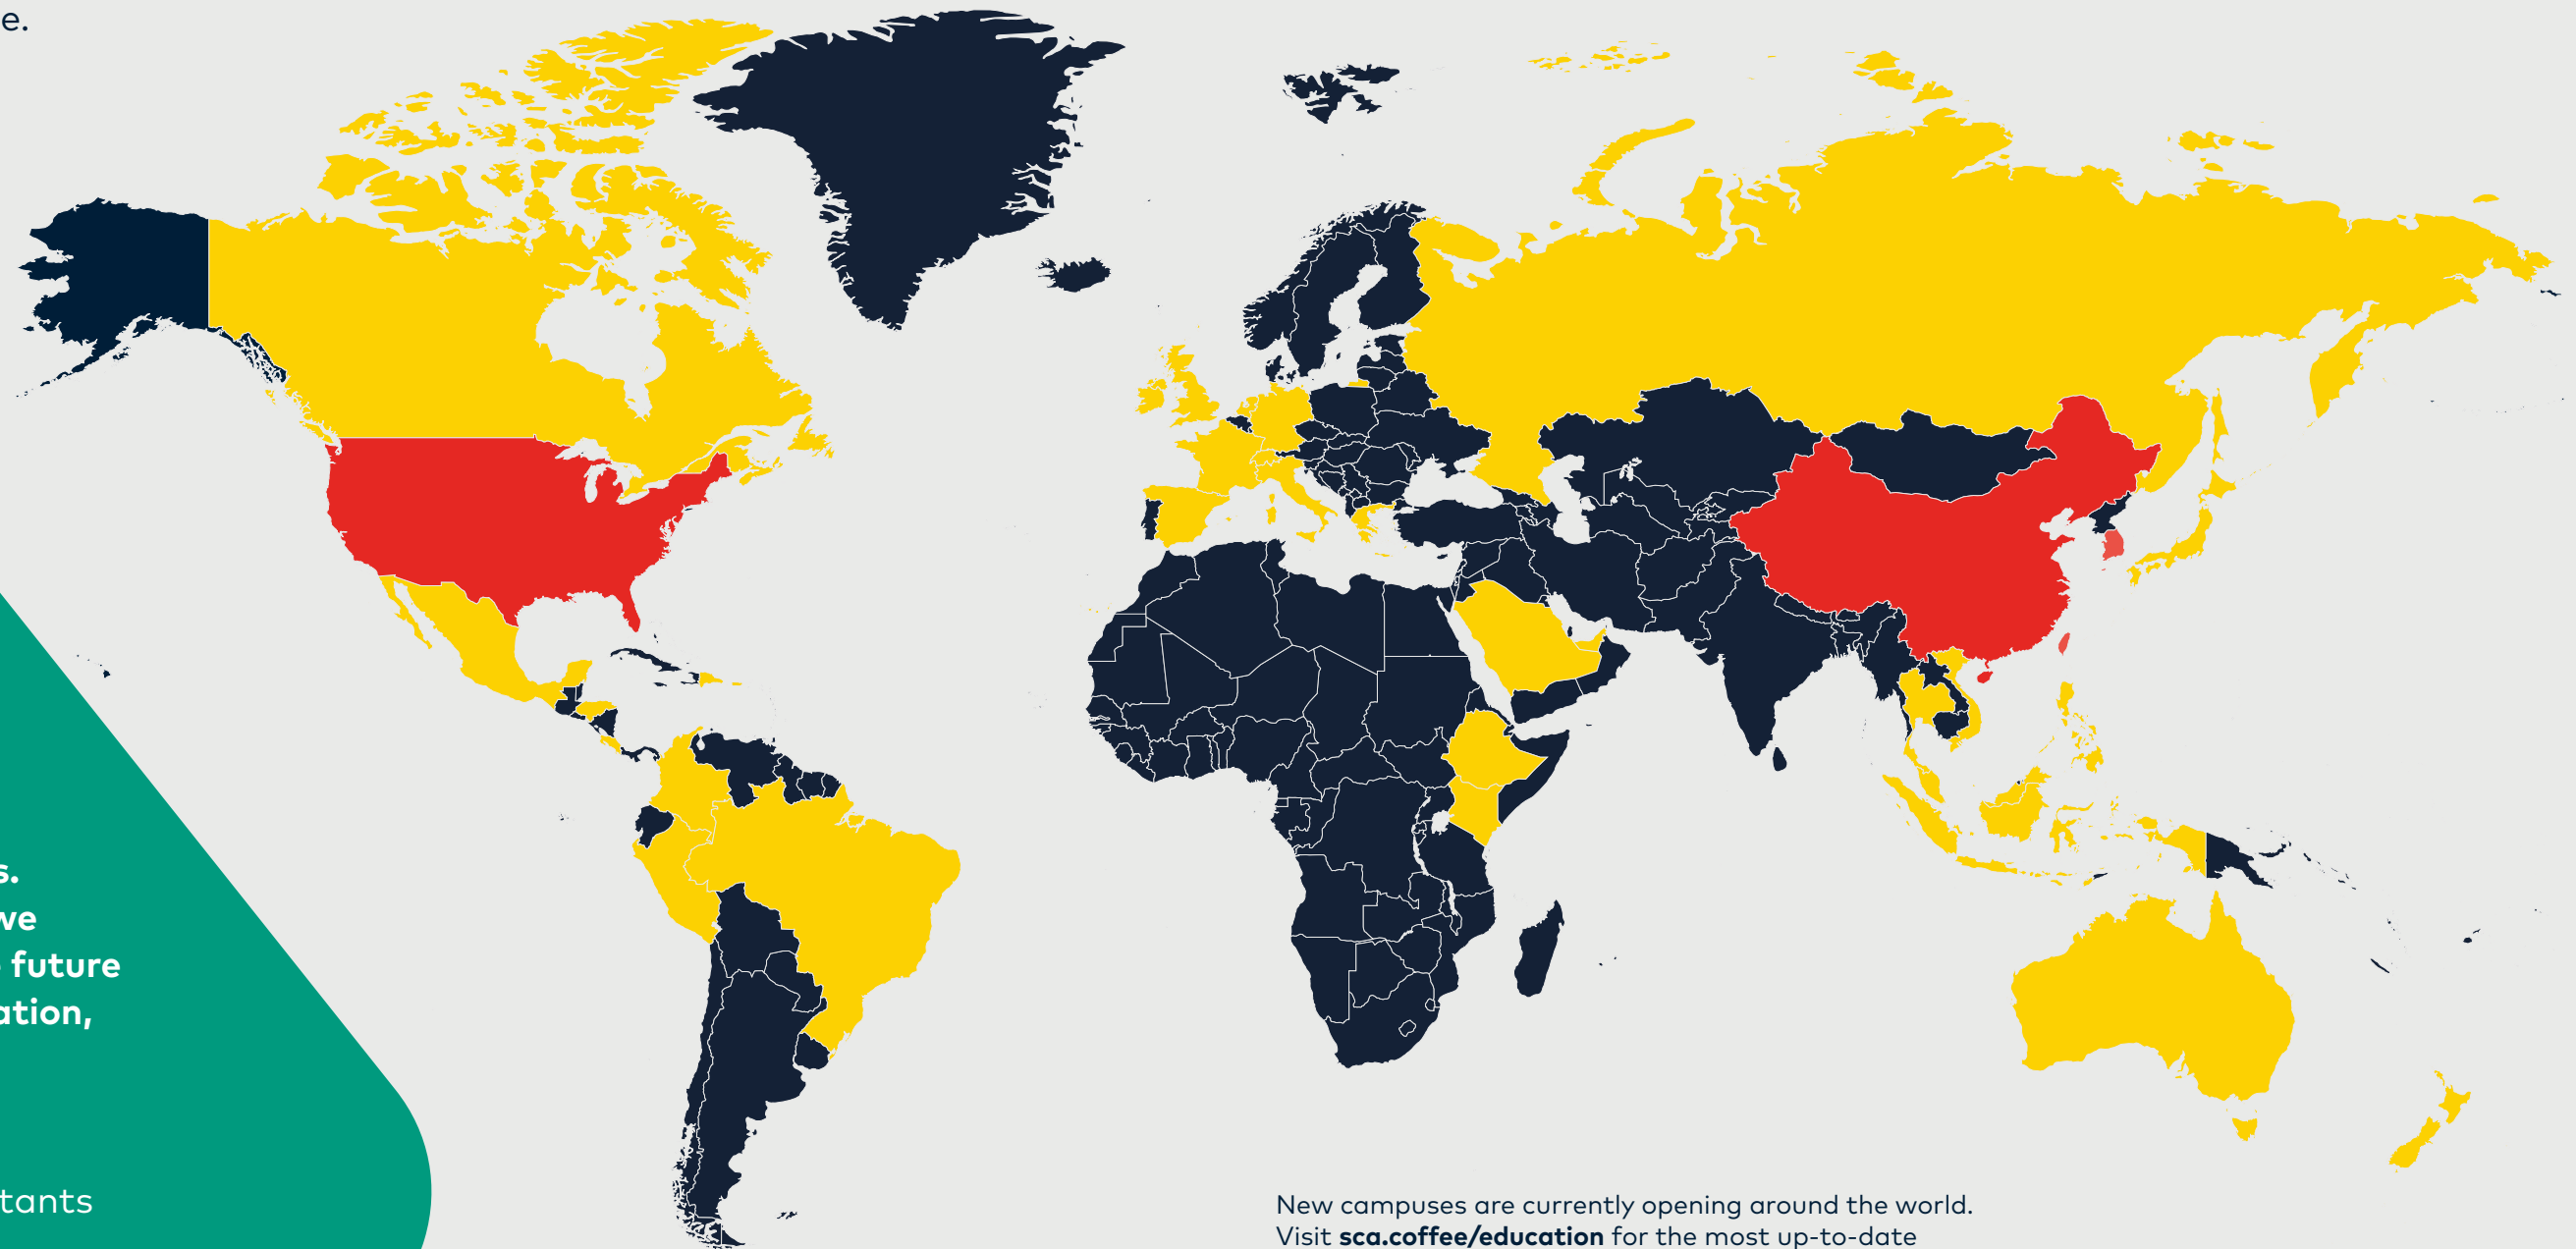 e.
s.
we
future
ation,
tants
New campuses are currently opening around the world.
Visit sca.coffee/education for the most up-to-date